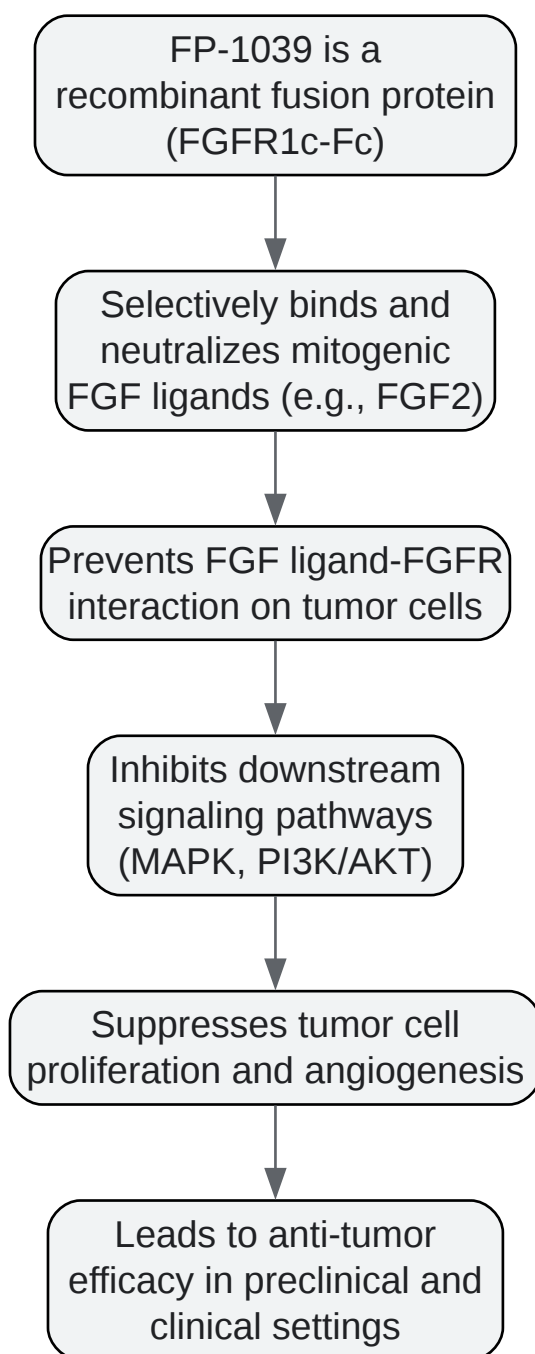 FP-1039 is a
recombinant fusion protein
(FGFR1c-Fc)
Selectively binds and
neutralizes mitogenic
FGF ligands (e.g., FGF2)
Prevents FGF ligand-FGFR
interaction on tumor cells
Inhibits downstream
signaling pathways
(MAPK, PI3K/AKT)
Suppresses tumor cell
proliferation and angiogenesis
Leads to anti-tumor
efficacy in preclinical and
clinical settings